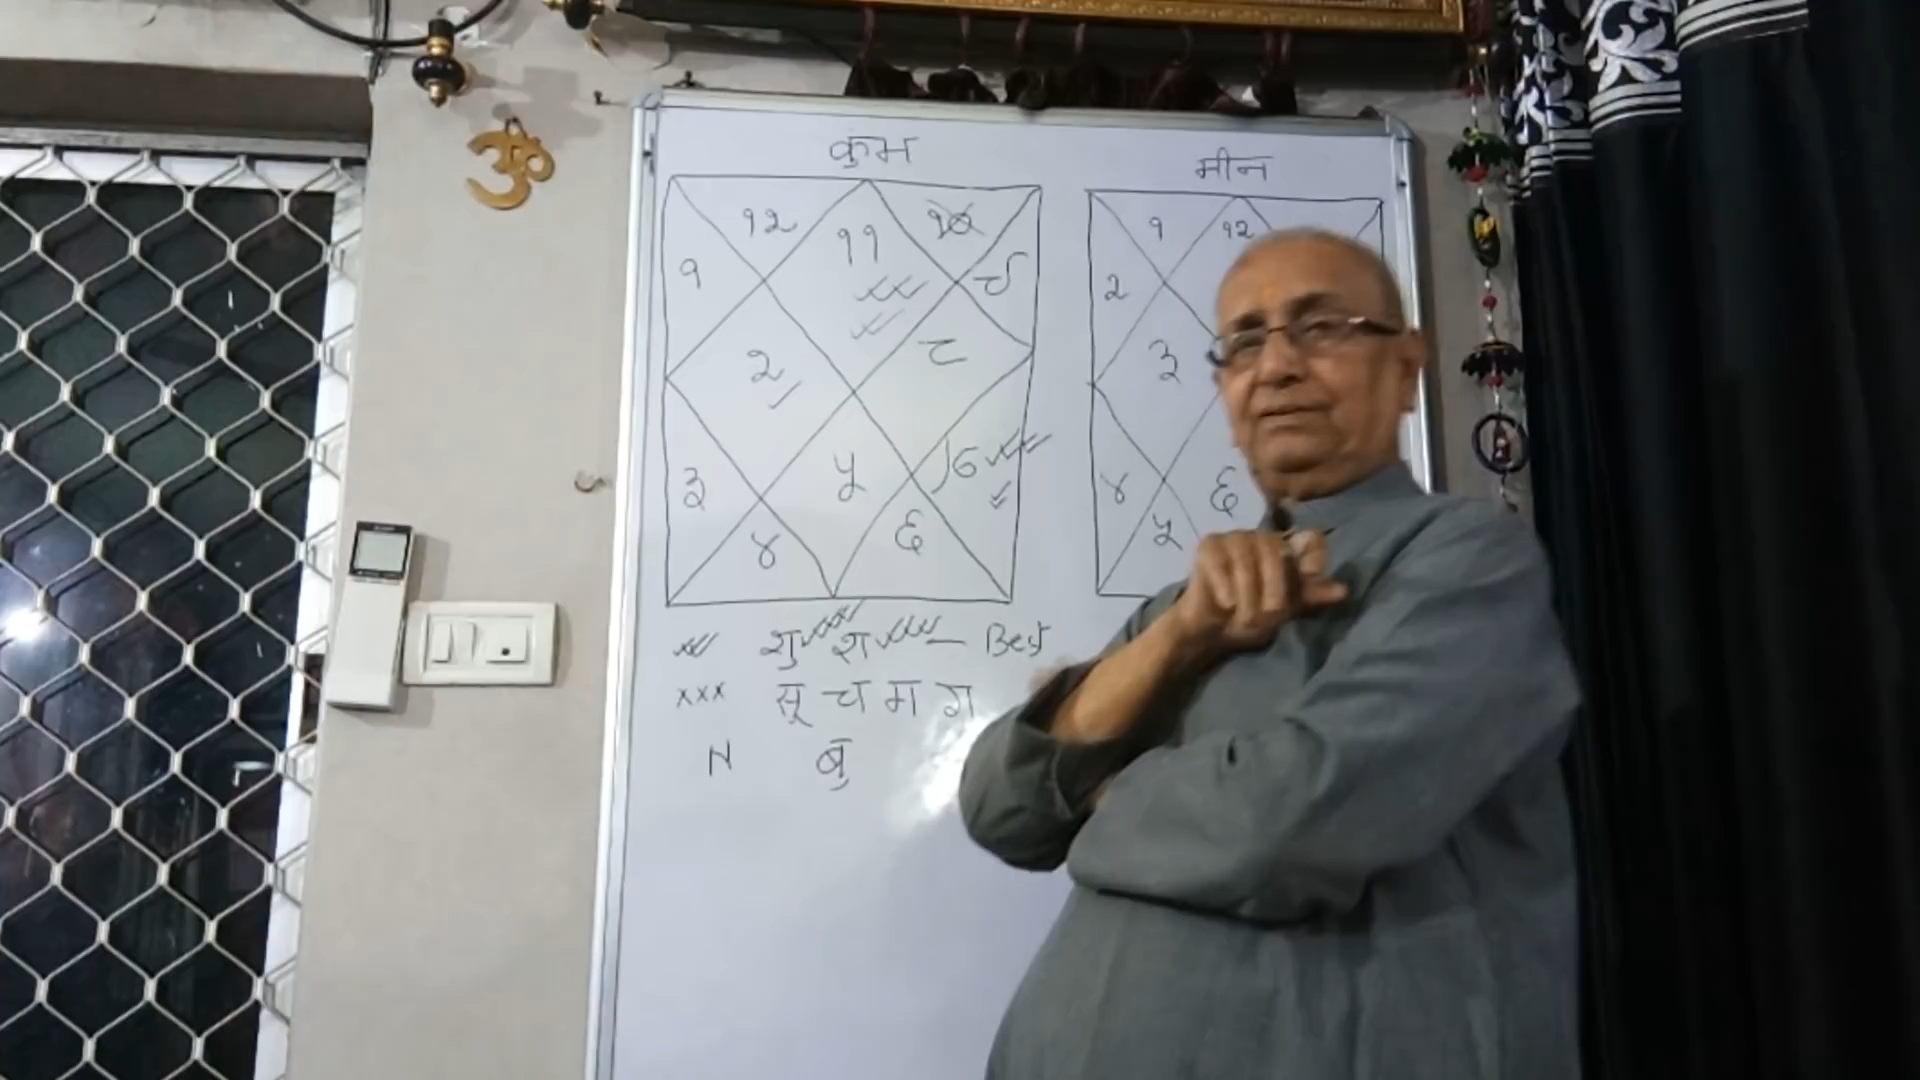 कुंभ
१२ ११ १०
१ ९
२ ८
३ ५ ७
४ ६
शु श — Best
xxx सू च म ग
N बु
मीन
१ १२
२
३
४ ६
५